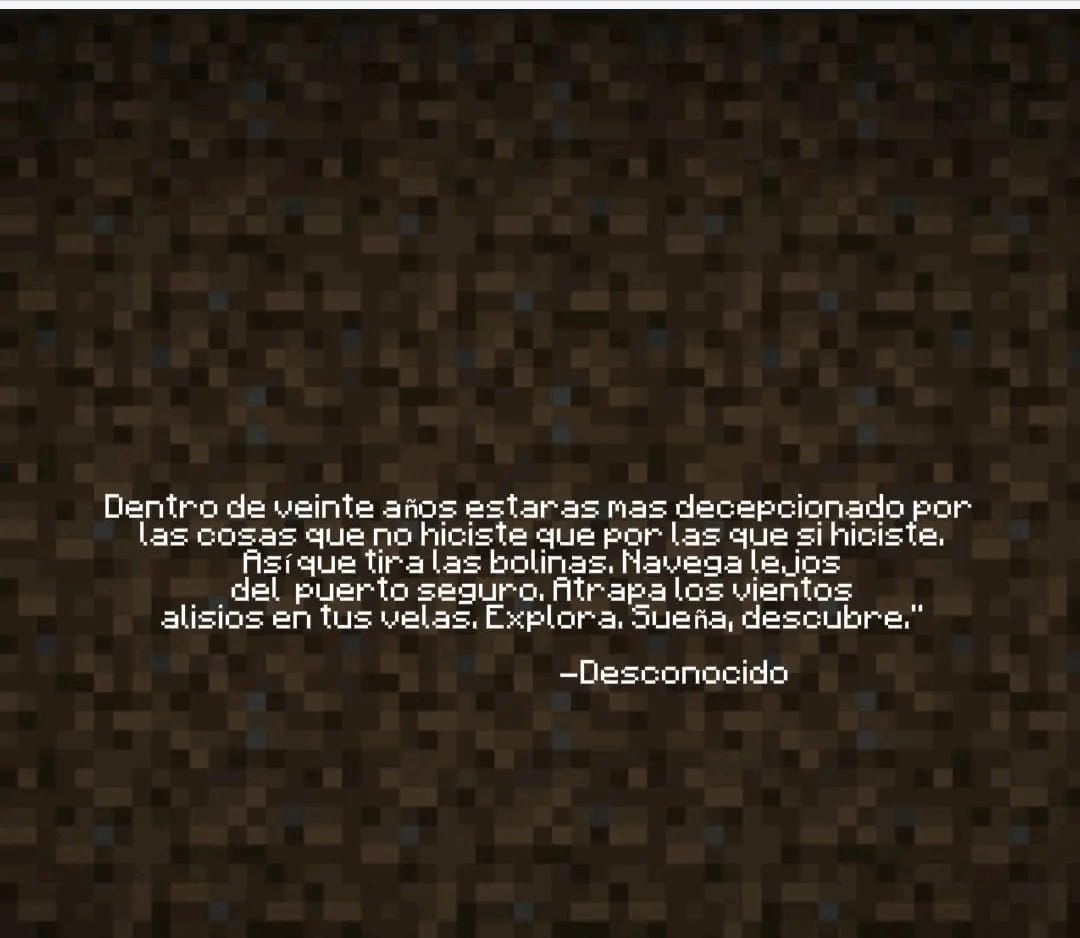 Dentro de veinte años estaras mas decepcionado por
las cosas que no hiciste que por las que si hiciste.
Así que tira las bolinas. Navega lejos
del puerto seguro. Atrapa los vientos
alisios en tus velas. Explora. Sueña, descubre."
-Desconocido